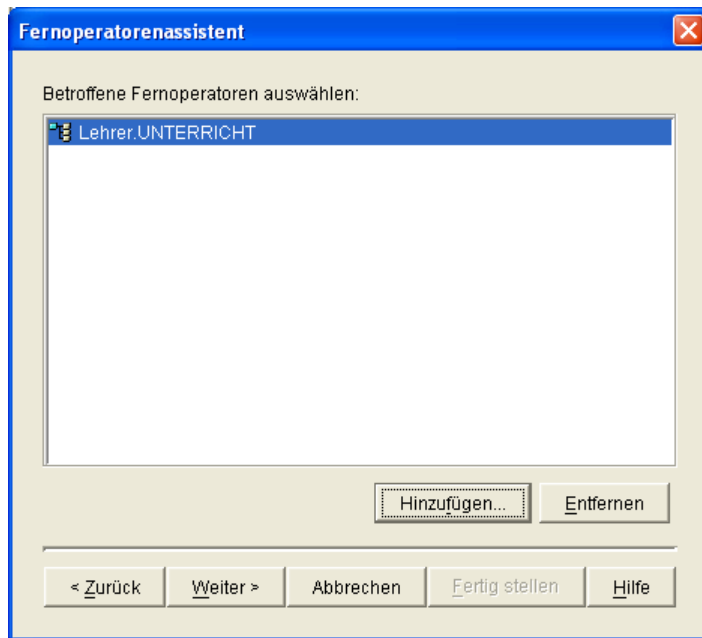 Fernoperatorenassistent
Betroffene Fernoperatoren auswählen:
Lehrer.UNTERRICHT
Hinzufügen... Entfernen
< Zurück Weiter > Abbrechen Fertig stellen Hilfe